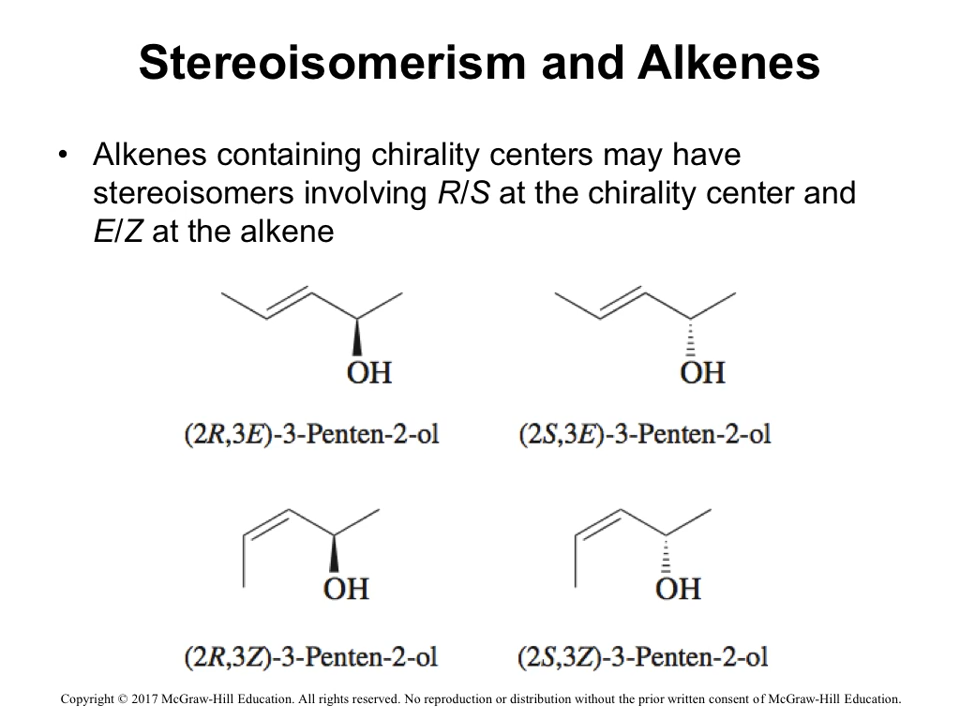 Stereoisomerism and Alkenes
• Alkenes containing chirality centers may have
stereoisomers involving R/S at the chirality center and
E/Z at the alkene
OH
OH
(2R,3E)-3-Penten-2-ol
(2S,3E)-3-Penten-2-ol
OH
OH
(2R,3Z)-3-Penten-2-ol
(2S,3Z)-3-Penten-2-ol
Copyright © 2017 McGraw-Hill Education. All rights reserved. No reproduction or distribution without the prior written consent of McGraw-Hill Education.